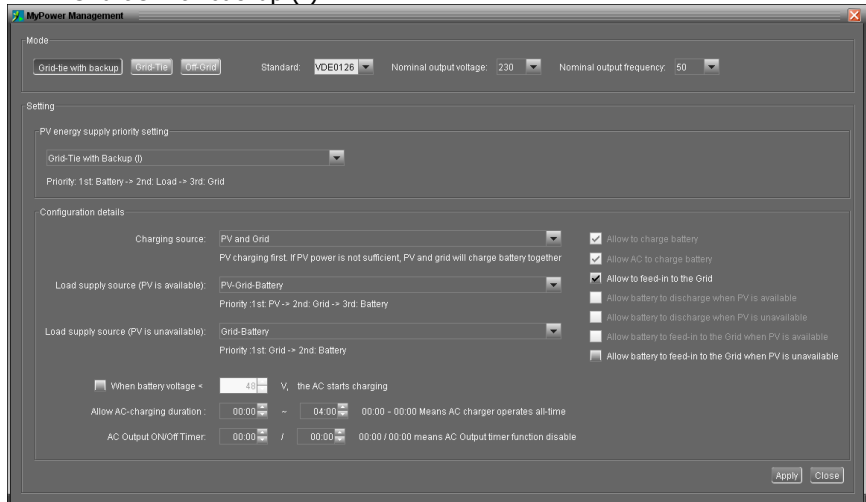 MyPower Management
Mode
Grid-tie with backup Grid-Tie Off-Grid Standard: VDE0126 Nominal output voltage: 230 Nominal output frequency: 50
Setting
PV energy supply priority setting
Grid-Tie with Backup (I)
Priority: 1st: Battery -> 2nd: Load -> 3rd: Grid
Configuration details
Charging source: PV and Grid
PV charging first. If PV power is not sufficient, PV and grid will charge battery together
Load supply source (PV is available): PV-Grid-Battery
Priority :1st: PV-> 2nd: Grid -> 3rd: Battery
Load supply source (PV is unavailable): Grid-Battery
Priority :1st: Grid -> 2nd: Battery
Allow to charge battery
Allow AC to charge battery
Allow to feed-in to the Grid
Allow battery to discharge when PV is available
Allow battery to discharge when PV is unavailable
Allow battery to feed-in to the Grid when PV is available
Allow battery to feed-in to the Grid when PV is unavailable
When battery voltage < 48 V, the AC starts charging
Allow AC-charging duration : 00:00 ~ 04:00 00:00 - 00:00 Means AC charger operates all-time
AC Output ON/Off Timer: 00:00 / 00:00 00:00 / 00:00 means AC Output timer function disable
Apply Close